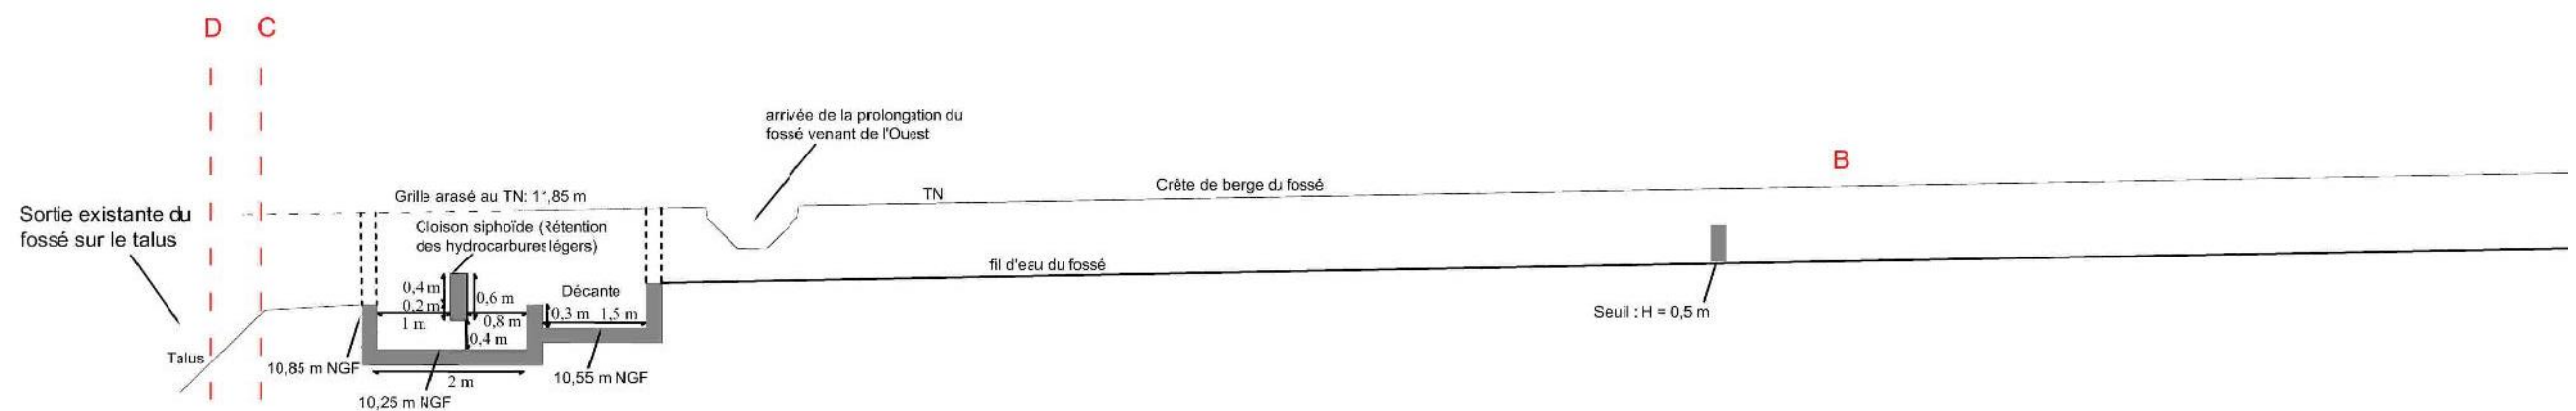 D C
arrivée de la prolongation du
fossé venant de l'Ouest
B
Crête de berge du fossé
TN
Grille arasé au TN: 11,85 m
Sortie existante du
fossé sur le talus
Cloison siphoïde (Rétention
des hydrocarbures légers)
fil d'eau du fossé
0,4 m
0,6 m
Décante
0,2 m
0,3 m 1,5 m
Seuil : H = 0,5 m
1 m
0,8 m
0,4 m
Talus
10,85 m NGF
2 m
10,55 m NGF
10,25 m NGF